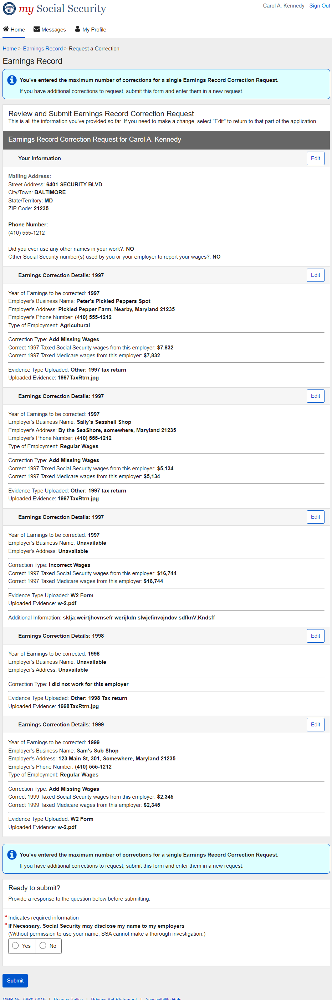 my Social Security
Carol A. Kennedy Sign Out
Home Messages My Profile
Home > Earnings Record > Request a Correction
Earnings Record
You've entered the maximum number of corrections for a single Earnings Record Correction Request.
If you have additional corrections to request, submit this form and enter them in a new request.
Review and Submit Earnings Record Correction Request
This is all the information you've provided so far. If you need to make a change, select "Edit" to return to that part of the application.
Earnings Record Correction Request for Carol A. Kennedy
Your Information Edit
Mailing Address:
Street Address: 6401 SECURITY BLVD
City/Town: BALTIMORE
State/Territory: MD
ZIP Code: 21235
Phone Number:
(410) 555-1212
Did you ever use any other names in your work?: NO
Other Social Security number(s) used by you or your employer to report your wages?: NO
Earnings Correction Details: 1997 Edit
Year of Earnings to be corrected: 1997
Employer's Business Name: Peter's Pickled Peppers Spot
Employer's Address: Pickled Pepper Farm, Nearby, Maryland 21235
Employer's Phone Number: (410) 555-1212
Type of Employment: Agricultural
Correction Type: Add Missing Wages
Correct 1997 Taxed Social Security wages from this employer: $7,832
Correct 1997 Taxed Medicare wages from this employer: $7,832
Evidence Type Uploaded: Other: 1997 tax return
Uploaded Evidence: 1997TaxRtrn.jpg
Earnings Correction Details: 1997 Edit
Year of Earnings to be corrected: 1997
Employer's Business Name: Sally's Seashell Shop
Employer's Address: By the SeaShore, somewhere, Maryland 21235
Employer's Phone Number: (410) 555-1212
Type of Employment: Regular Wages
Correction Type: Add Missing Wages
Correct 1997 Taxed Social Security wages from this employer: $5,134
Correct 1997 Taxed Medicare wages from this employer: $5,134
Evidence Type Uploaded: Other: 1997 tax return
Uploaded Evidence: 1997TaxRtrn.jpg
Earnings Correction Details: 1997 Edit
Year of Earnings to be corrected: 1997
Employer's Business Name: Unavailable
Employer's Address: Unavailable
Correction Type: Incorrect Wages
Correct 1997 Taxed Social Security wages from this employer: $16,744
Correct 1997 Taxed Medicare wages from this employer: $16,744
Evidence Type Uploaded: W2 Form
Uploaded Evidence: w-2.pdf
Additional Information: sklja;weirtjhcvnsefr werijkdn slwjefinvcjndcv sdfknV;Kndsff
Earnings Correction Details: 1998 Edit
Year of Earnings to be corrected: 1998
Employer's Business Name: Unavailable
Employer's Address: Unavailable
Correction Type: I did not work for this employer
Evidence Type Uploaded: Other: 1998 Tax return
Uploaded Evidence: 1998TaxRtrn.jpg
Earnings Correction Details: 1999 Edit
Year of Earnings to be corrected: 1999
Employer's Business Name: Sam's Sub Shop
Employer's Address: 123 Main St, 301, Somewhere, Maryland 21235
Employer's Phone Number: (410) 555-1212
Type of Employment: Regular Wages
Correction Type: Add Missing Wages
Correct 1999 Taxed Social Security wages from this employer: $2,345
Correct 1999 Taxed Medicare wages from this employer: $2,345
Evidence Type Uploaded: W2 Form
Uploaded Evidence: w-2.pdf
You've entered the maximum number of corrections for a single Earnings Record Correction Request.
If you have additional corrections to request, submit this form and enter them in a new request.
Ready to submit?
Provide a response to the question below before submitting.
*Indicates required information
*If Necessary, Social Security may disclose my name to my employers
(Without permission to use your name, SSA cannot make a thorough investigation.)
Yes No
Submit
OMB No. 0960-0819 | Privacy Policy | Privacy Act Statement | Accessibility Help